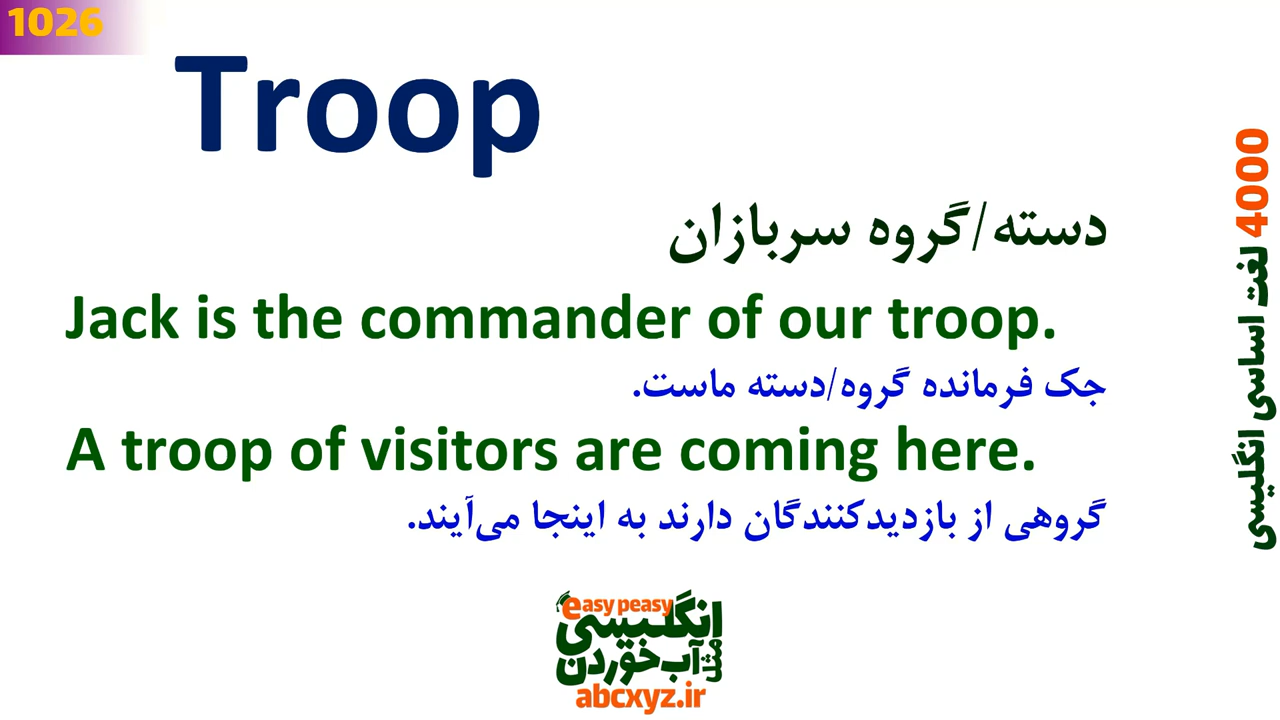 1026
Troop
دسته/گروه سربازان
Jack is the commander of our troop.
جک فرمانده گروه/دسته ماست.
A troop of visitors are coming here.
گروهی از بازدیدکنندگان دارند به اینجا می‌آیند.
4000 لغت اساسی انگلیسی
easy peasy
انگلیسی
مثل آب خوردن
abcxyz.ir